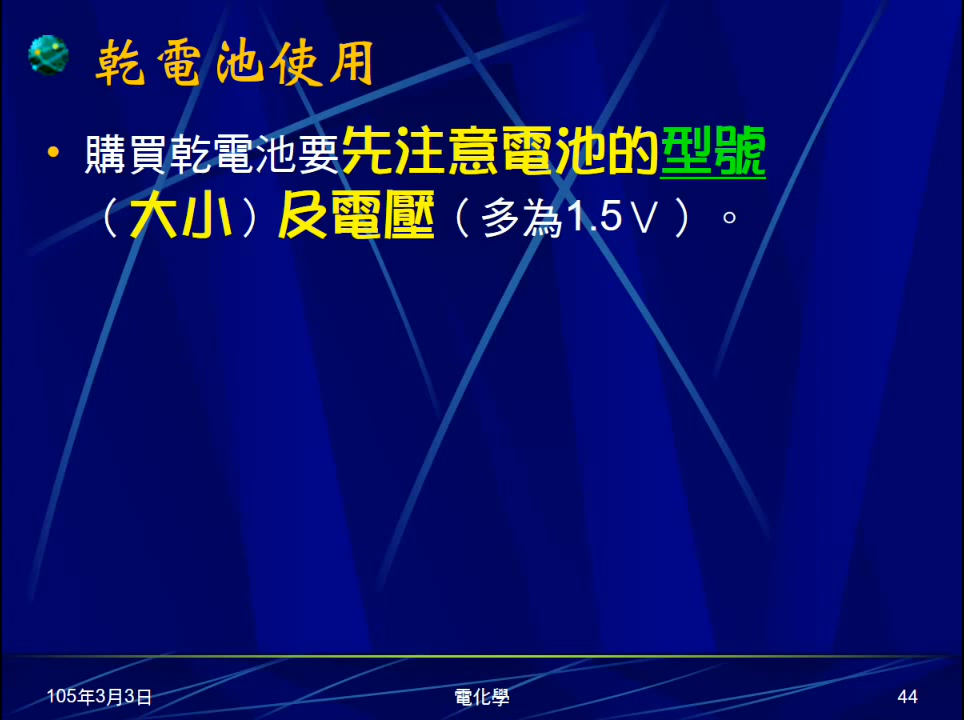 乾電池使用
• 購買乾電池要先注意電池的型號
（大小）及電壓（多為1.5V）。
105年3月3日
電化學
44